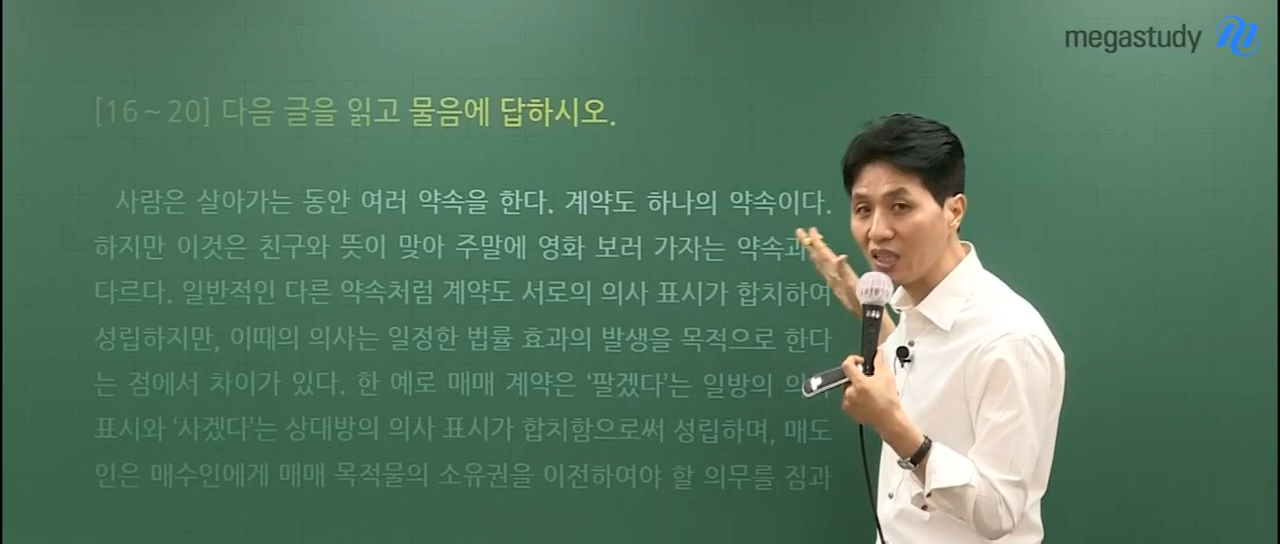 megastudy
[16~20] 다음 글을 읽고 물음에 답하시오.
사람은 살아가는 동안 여러 약속을 한다. 계약도 하나의 약속이다.
하지만 이것은 친구와 뜻이 맞아 주말에 영화 보러 가자는 약속과
다르다. 일반적인 다른 약속처럼 계약도 서로의 의사 표시가 합치하여
성립하지만, 이때의 의사는 일정한 법률 효과의 발생을 목적으로 한다
는 점에서 차이가 있다. 한 예로 매매 계약은 ‘팔겠다’는 일방의 의
표시와 ‘사겠다’는 상대방의 의사 표시가 합치함으로써 성립하며, 매도
인은 매수인에게 매매 목적물의 소유권을 이전하여야 할 의무를 짐과